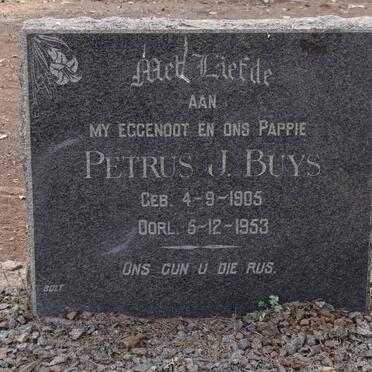 Met Liefde
AAN
MY EGGENOOT EN ONS PAPPIE
PETRUS J. BUYS
GEB. 4-9-1905
OORL. 5-12-1953
ONS GUN U DIE RUS.
BOLT